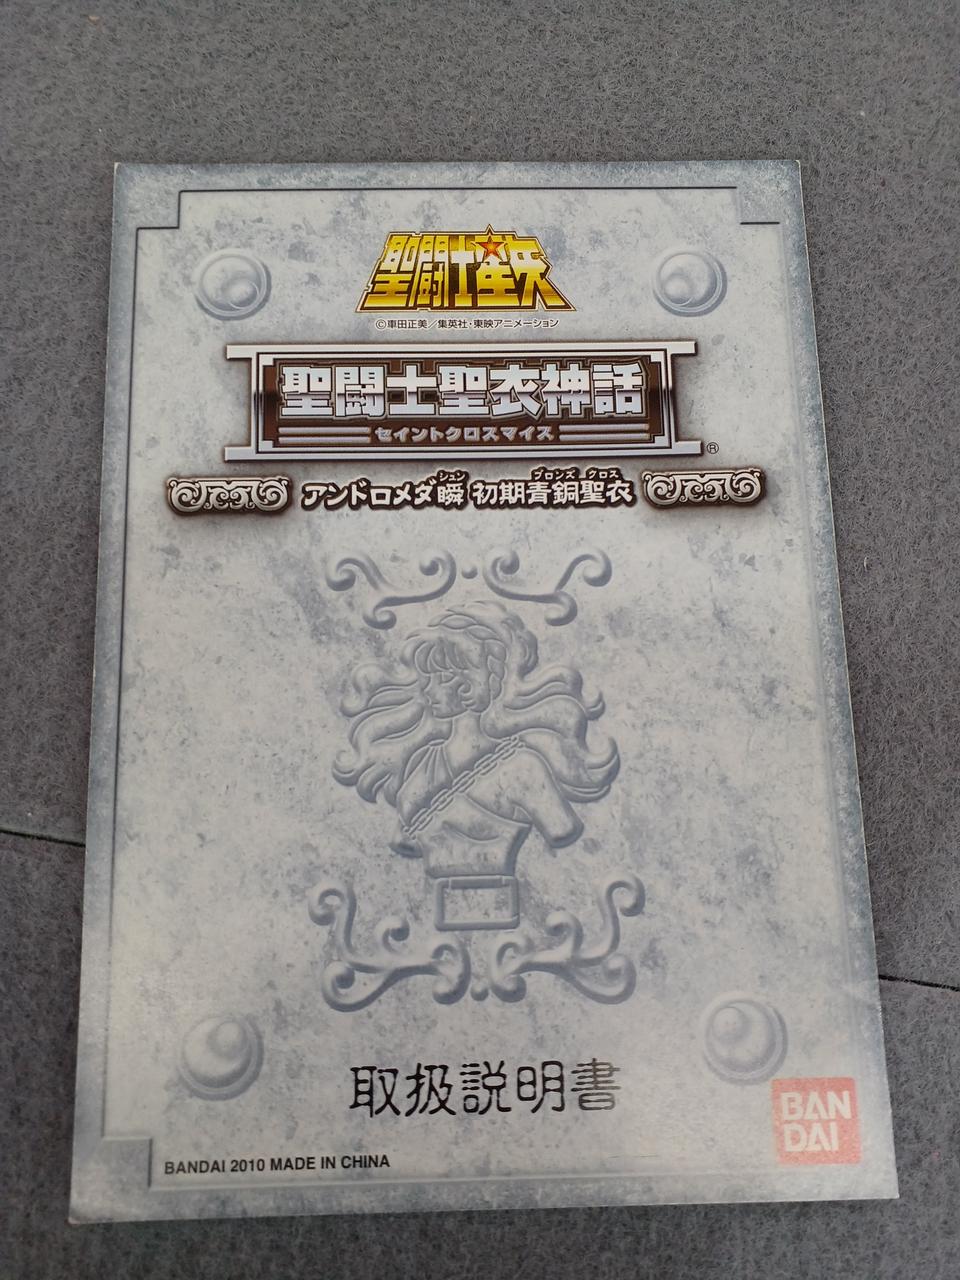 聖闘士星矢
©車田正美／集英社・東映アニメーション
聖闘士聖衣神話
セイントクロスマイス
®
アンドロメダ瞬 初期青銅聖衣
シュン ブロンズ クロス
取扱説明書
BANDAI 2010 MADE IN CHINA
BAN
DAI